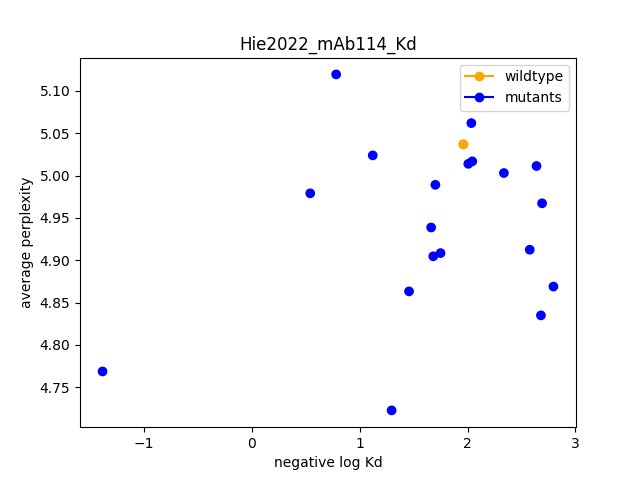 Hie2022_mAb114_Kd
wildtype
mutants
average perplexity
5.10
5.05
5.00
4.95
4.90
4.85
4.80
4.75
−1
0
1
2
3
negative log Kd